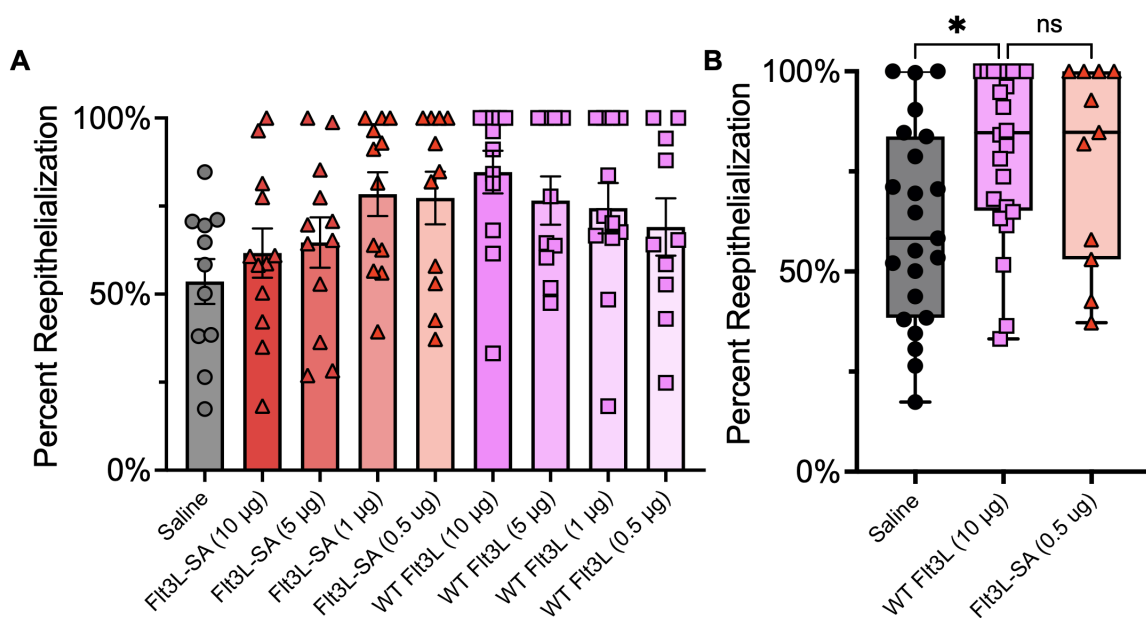 A
Percent Reepithelialization
100%
50%
0%
Saline
Flt3L-SA (10 µg)
Flt3L-SA (5 µg)
Flt3L-SA (1 µg)
Flt3L-SA (0.5 ug)
WT Flt3L (10 µg)
WT Flt3L (5 µg)
WT Flt3L (1 µg)
WT Flt3L (0.5 µg)
B
Percent Reepithelialization
100%
50%
0%
* ns
Saline
WT Flt3L (10 µg)
Flt3L-SA (0.5 ug)